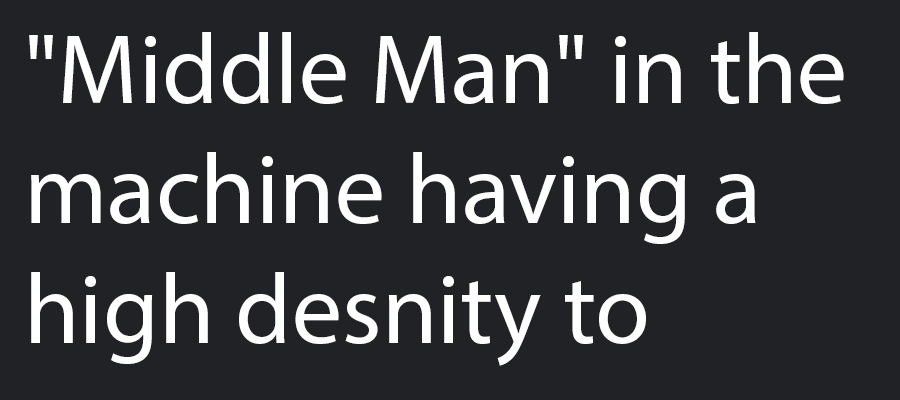 "Middle Man" in the
machine having a
high desnity to